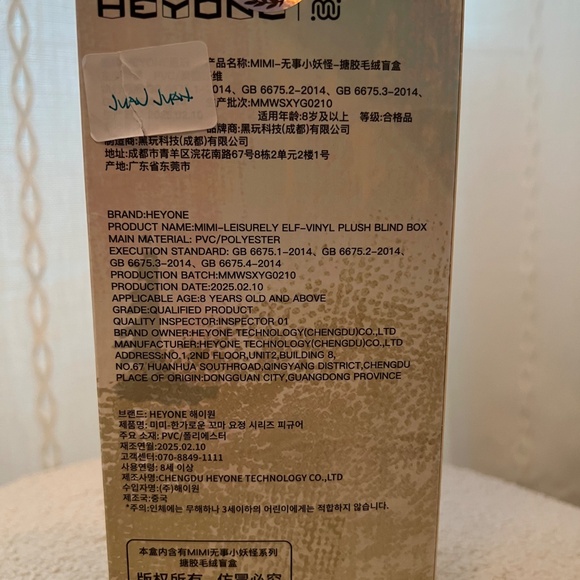 HEYONE
mimi
产品名称:MIMI-无事小妖怪-搪胶毛绒盲盒
JUAN JUAN
维
014、GB 6675.2-2014、GB 6675.3-2014、
产批次:MMWSXYG0210
适用年龄:8岁及以上 等级:合格品
品牌商:黑玩科技(成都)有限公司
制造商:黑玩科技(成都)有限公司
地址:成都市青羊区浣花南路67号8栋2单元2楼1号
产地:广东省东莞市
BRAND:HEYONE
PRODUCT NAME:MIMI-LEISURELY ELF-VINYL PLUSH BLIND BOX
MAIN MATERIAL: PVC/POLYESTER
EXECUTION STANDARD: GB 6675.1-2014、GB 6675.2-2014、
GB 6675.3-2014、GB 6675.4-2014
PRODUCTION BATCH:MMWSXYG0210
PRODUCTION DATE:2025.02.10
APPLICABLE AGE:8 YEARS OLD AND ABOVE
GRADE:QUALIFIED PRODUCT
QUALITY INSPECTOR:INSPECTOR 01
BRAND OWNER:HEYONE TECHNOLOGY(CHENGDU)CO.,LTD
MANUFACTURER:HEYONE TECHNOLOGY(CHENGDU)CO.,LTD
ADDRESS:NO.1,2ND FLOOR,UNIT2,BUILDING 8,
NO.67 HUANHUA SOUTHROAD,QINGYANG DISTRICT,CHENGDU
PLACE OF ORIGIN:DONGGUAN CITY,GUANGDONG PROVINCE
브랜드: HEYONE 해이원
제품명: 미미-한가로운 꼬마 요정 시리즈 피규어
주요 소재: PVC/폴리에스터
제조연월:2025.02.10
고객센터:070-8849-1111
사용연령: 8세 이상
제조사명:CHENGDU HEYONE TECHNOLOGY CO.,LTD
수입자명:(주)해이원
제조국:중국
*주의:인체에는 무해하나 3세이하의 어린이에게는 적합하지 않습니다.
本盒内含有MIMI无事小妖怪系列
搪胶毛绒盲盒
版权所有 仿冒必究